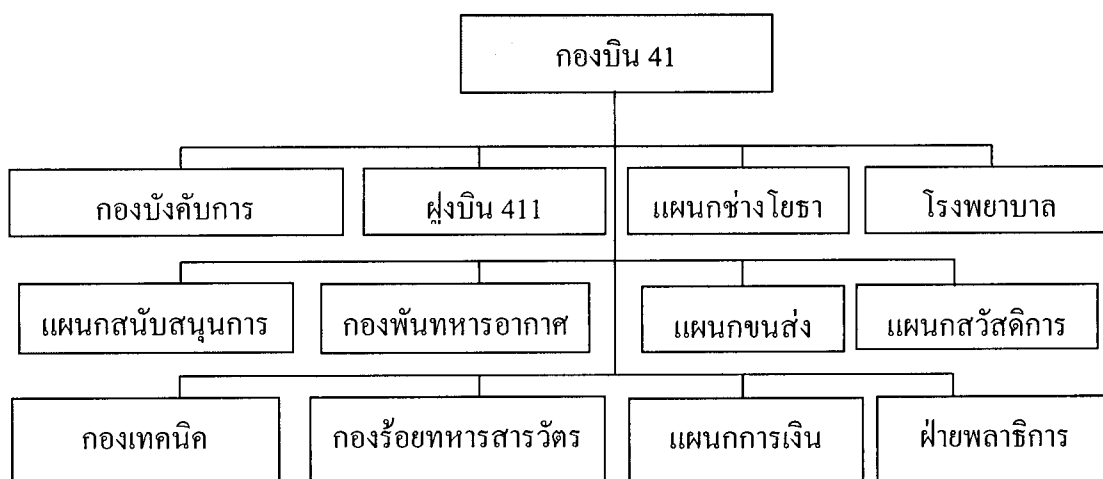 กองบิน 41
กองบังคับการ
ฝูงบิน 411
แผนกช่างโยธา
โรงพยาบาล
แผนกสนับสนุนการ
กองพันทหารอากาศ
แผนกขนส่ง
แผนกสวัสดิการ
กองเทคนิค
กองร้อยทหารสารวัตร
แผนกการเงิน
ฝ่ายพลาธิการ